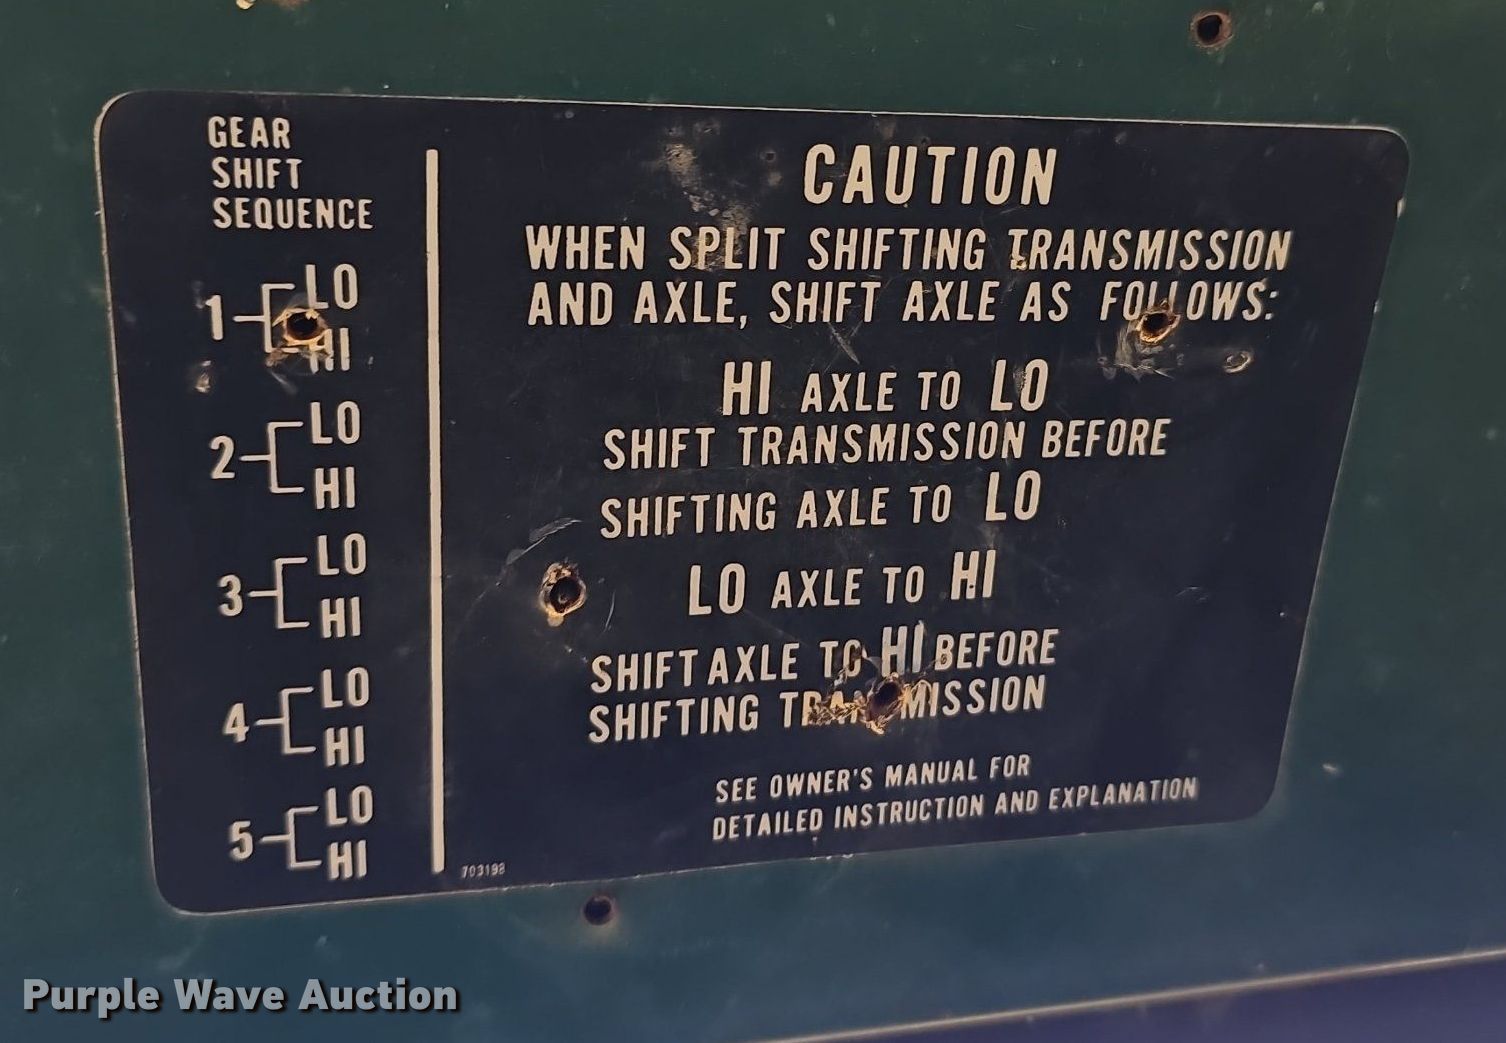 GEAR
SHIFT
SEQUENCE
1 LO
HI
2 LO
HI
3 LO
HI
4 LO
HI
5 LO
HI
CAUTION
WHEN SPLIT SHIFTING TRANSMISSION
AND AXLE, SHIFT AXLE AS FOLLOWS:
HI AXLE TO LO
SHIFT TRANSMISSION BEFORE
SHIFTING AXLE TO LO
LO AXLE TO HI
SHIFT AXLE TO HI BEFORE
SHIFTING TRANSMISSION
SEE OWNER'S MANUAL FOR
DETAILED INSTRUCTION AND EXPLANATION
703198
Purple Wave Auction